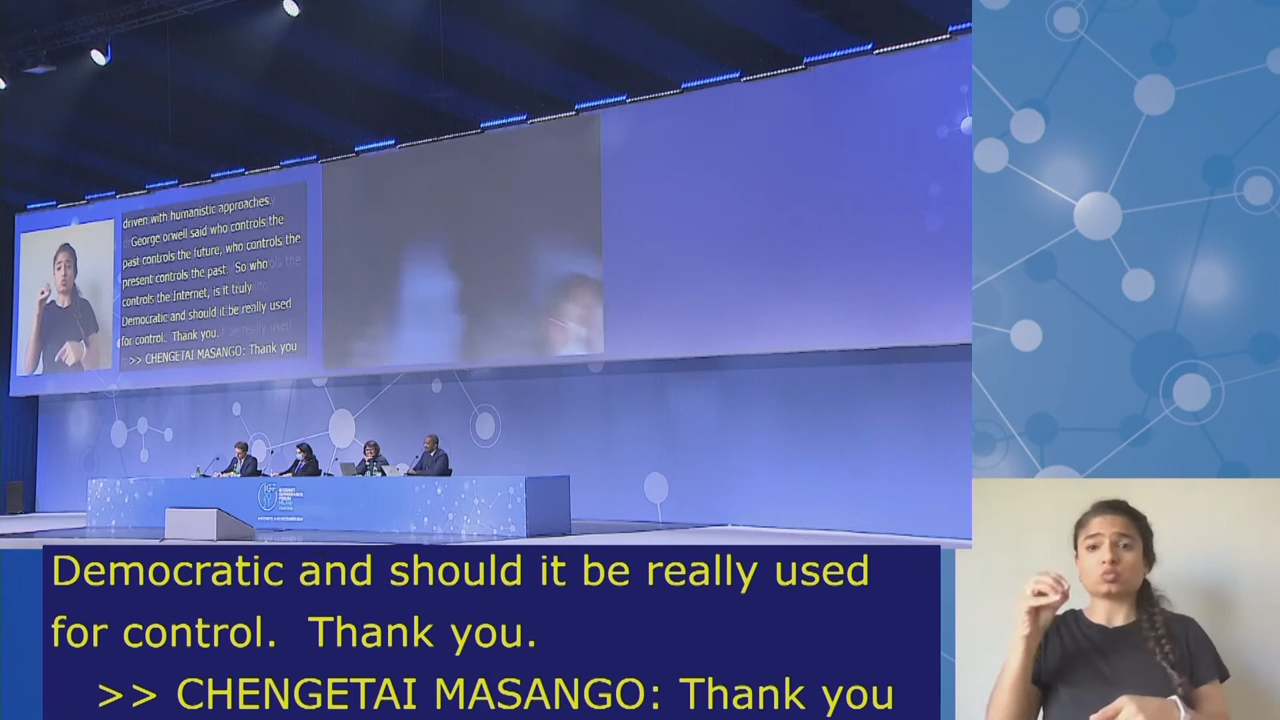 driven with humanistic approaches.
George orwell said who controls the
past controls the future, who controls the
present controls the past. So who
controls the Internet, is it truly
Democratic and should it be really used
for control. Thank you.
>> CHENGETAI MASANGO: Thank you
INTERNET
GOVERNANCE
FORUM
Democratic and should it be really used
for control. Thank you.
>> CHENGETAI MASANGO: Thank you